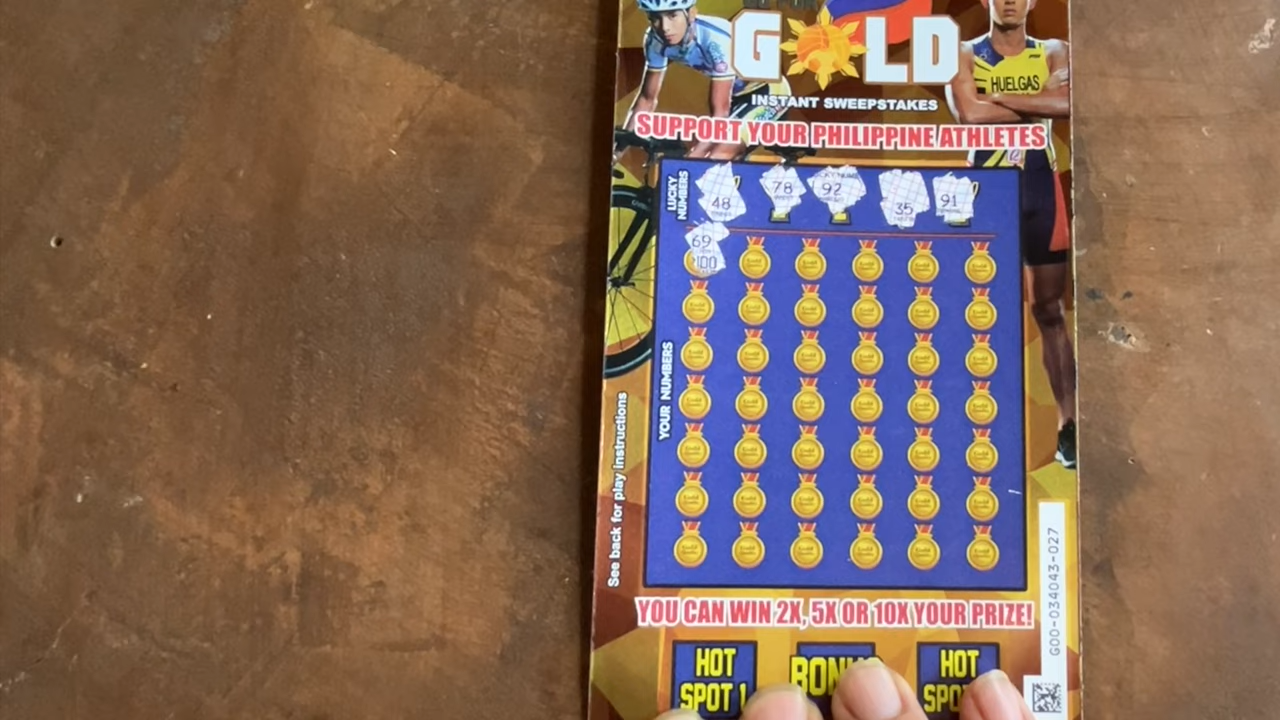 GOLD
INSTANT SWEEPSTAKES
HUELGAS
SUPPORT YOUR PHILIPPINE ATHLETES
LUCKY NUMBERS
48
78
92
35
91
69
100
YOUR NUMBERS
See back for play instructions
G00-034043-027
YOU CAN WIN 2X, 5X OR 10X YOUR PRIZE!
HOT
SPOT 1
HOT